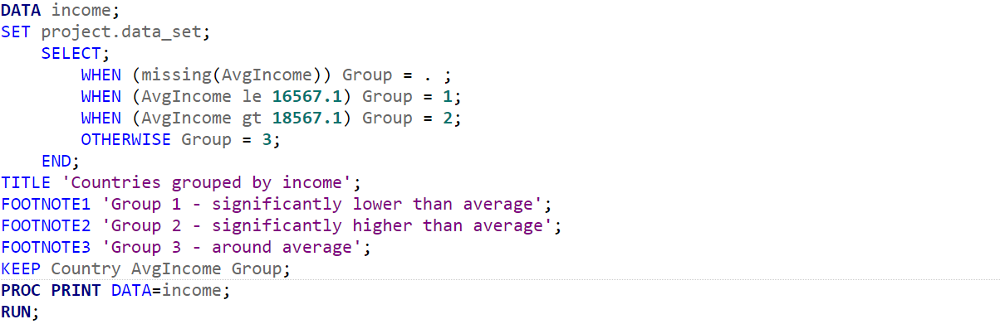 DATA income;
SET project.data_set;
    SELECT;
        WHEN (missing(AvgIncome)) Group = . ;
        WHEN (AvgIncome le 16567.1) Group = 1;
        WHEN (AvgIncome gt 18567.1) Group = 2;
        OTHERWISE Group = 3;
    END;
TITLE 'Countries grouped by income';
FOOTNOTE1 'Group 1 - significantly lower than average';
FOOTNOTE2 'Group 2 - significantly higher than average';
FOOTNOTE3 'Group 3 - around average';
KEEP Country AvgIncome Group;
PROC PRINT DATA=income;
RUN;